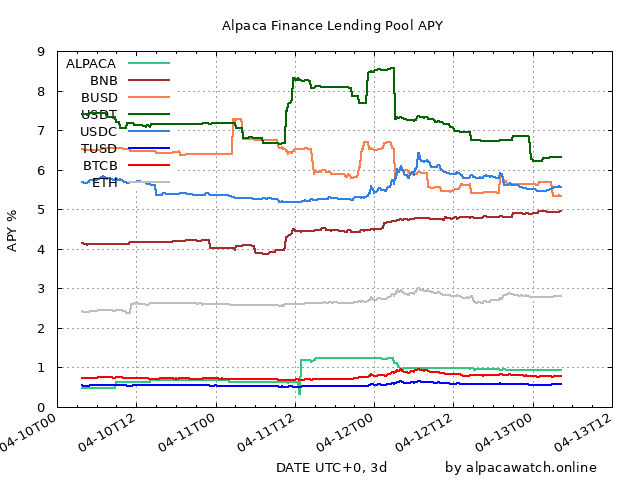 Alpaca Finance Lending Pool APY
APY %
9
8
7
6
5
4
3
2
1
0
ALPACA
BNB
BUSD
USDT
USDC
TUSD
BTCB
ETH
04-10T00
04-10T12
04-11T00
04-11T12
04-12T00
04-12T12
04-13T00
04-13T12
DATE UTC+0, 3d
by alpacawatch.online